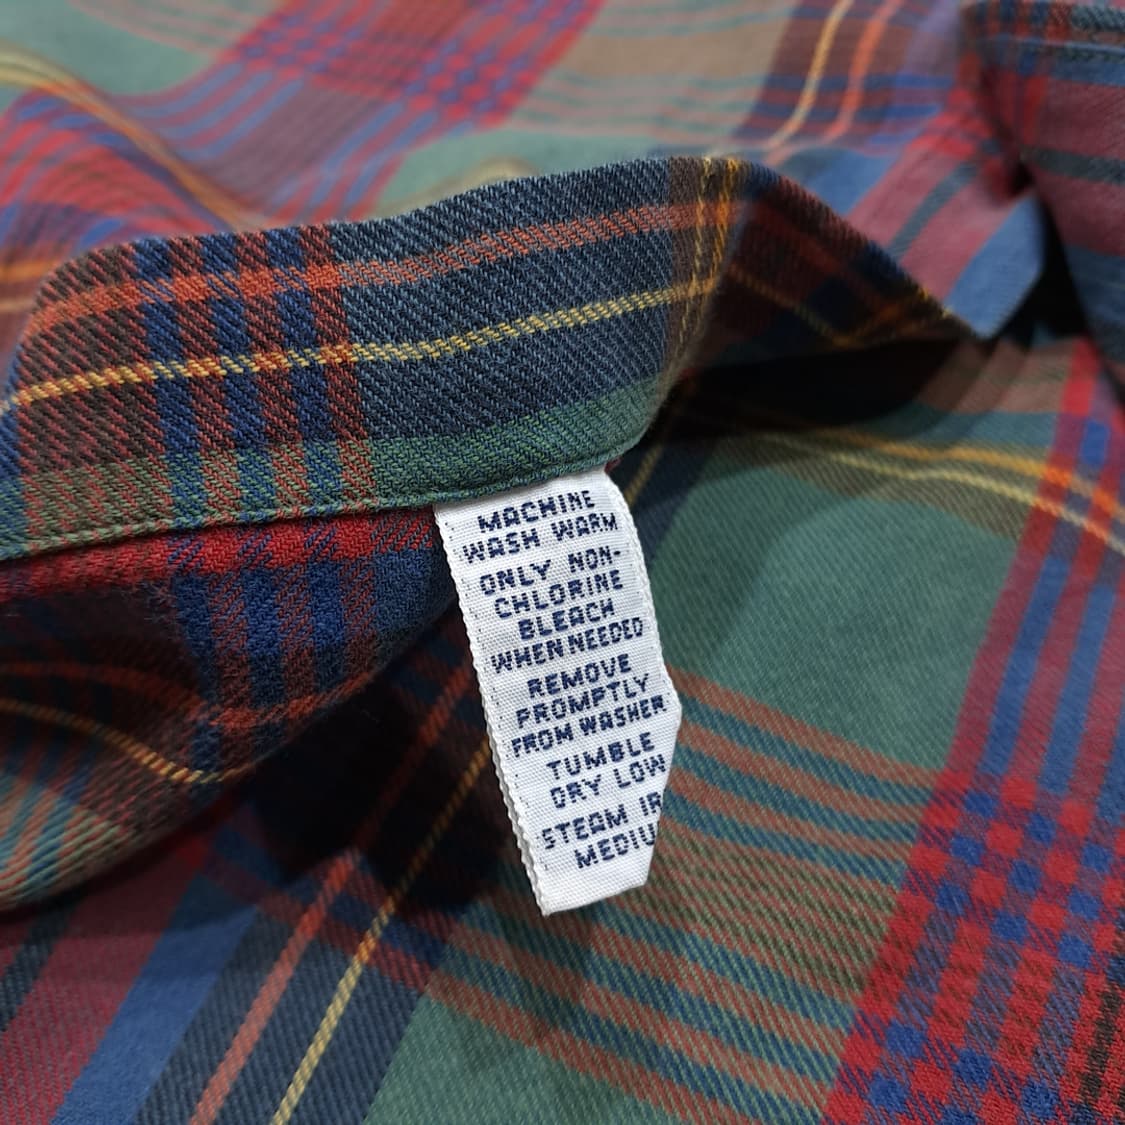 MACHINE
WASH WARM
ONLY NON-
CHLORINE
BLEACH
WHEN NEEDED
REMOVE
PROMPTLY
FROM WASHER
TUMBLE
DRY LOW
STEAM IR
MEDIU